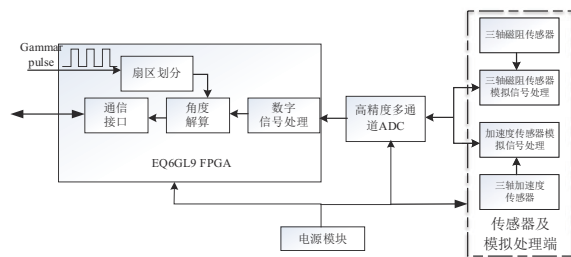 Gammar
pulse
扇区划分
通信
接口
角度
解算
数字
信号处理
EQ6GL9 FPGA
高精度多通
道ADC
电源模块
三轴磁阻传感器
三轴磁阻传感器
模拟信号处理
加速度传感器模
拟信号处理
三轴加速度
传感器
传感器及
模拟处理端